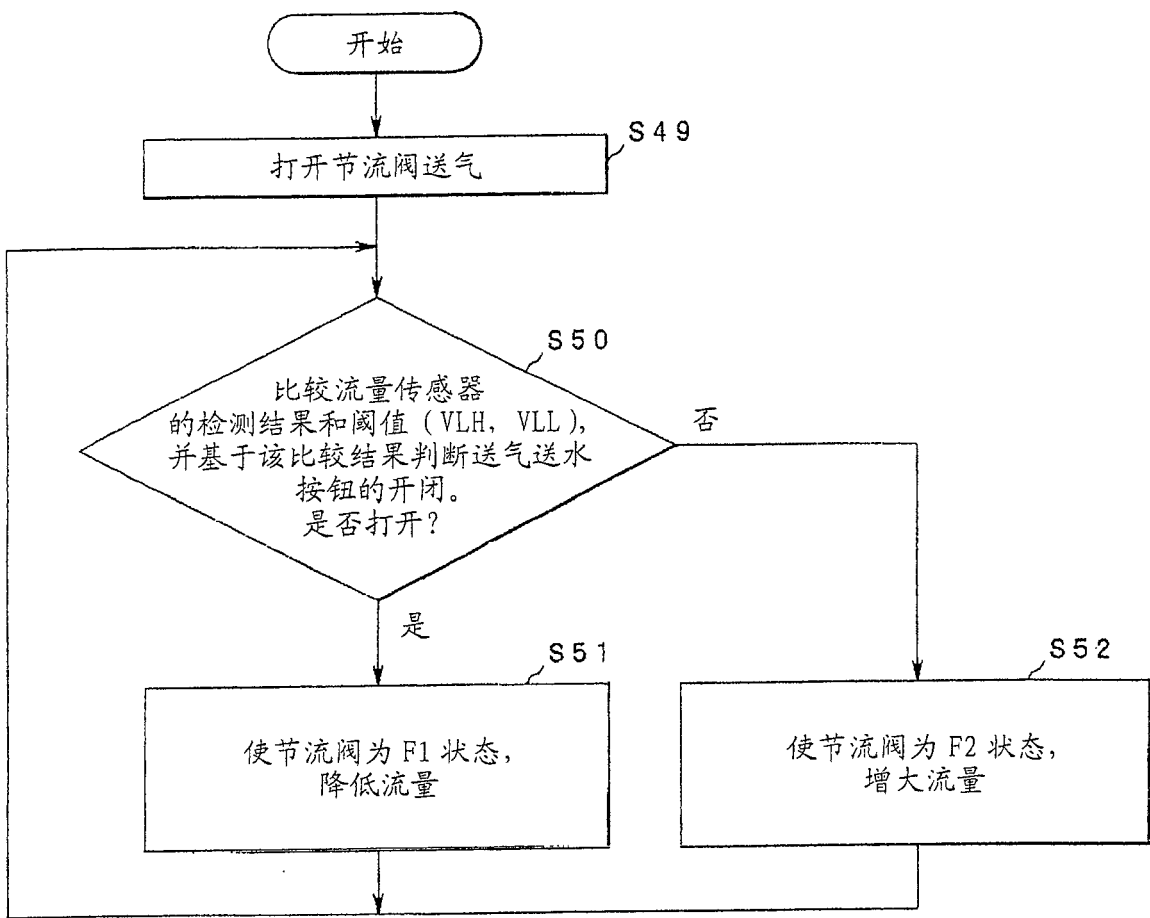 开始
S49
打开节流阀送气
S50
比较流量传感器
的检测结果和阈值(VLH, VLL),
并基于该比较结果判断送气送水
按钮的开闭。
是否打开?
否
是
S51
使节流阀为 F1 状态,
降低流量
S52
使节流阀为 F2 状态,
增大流量